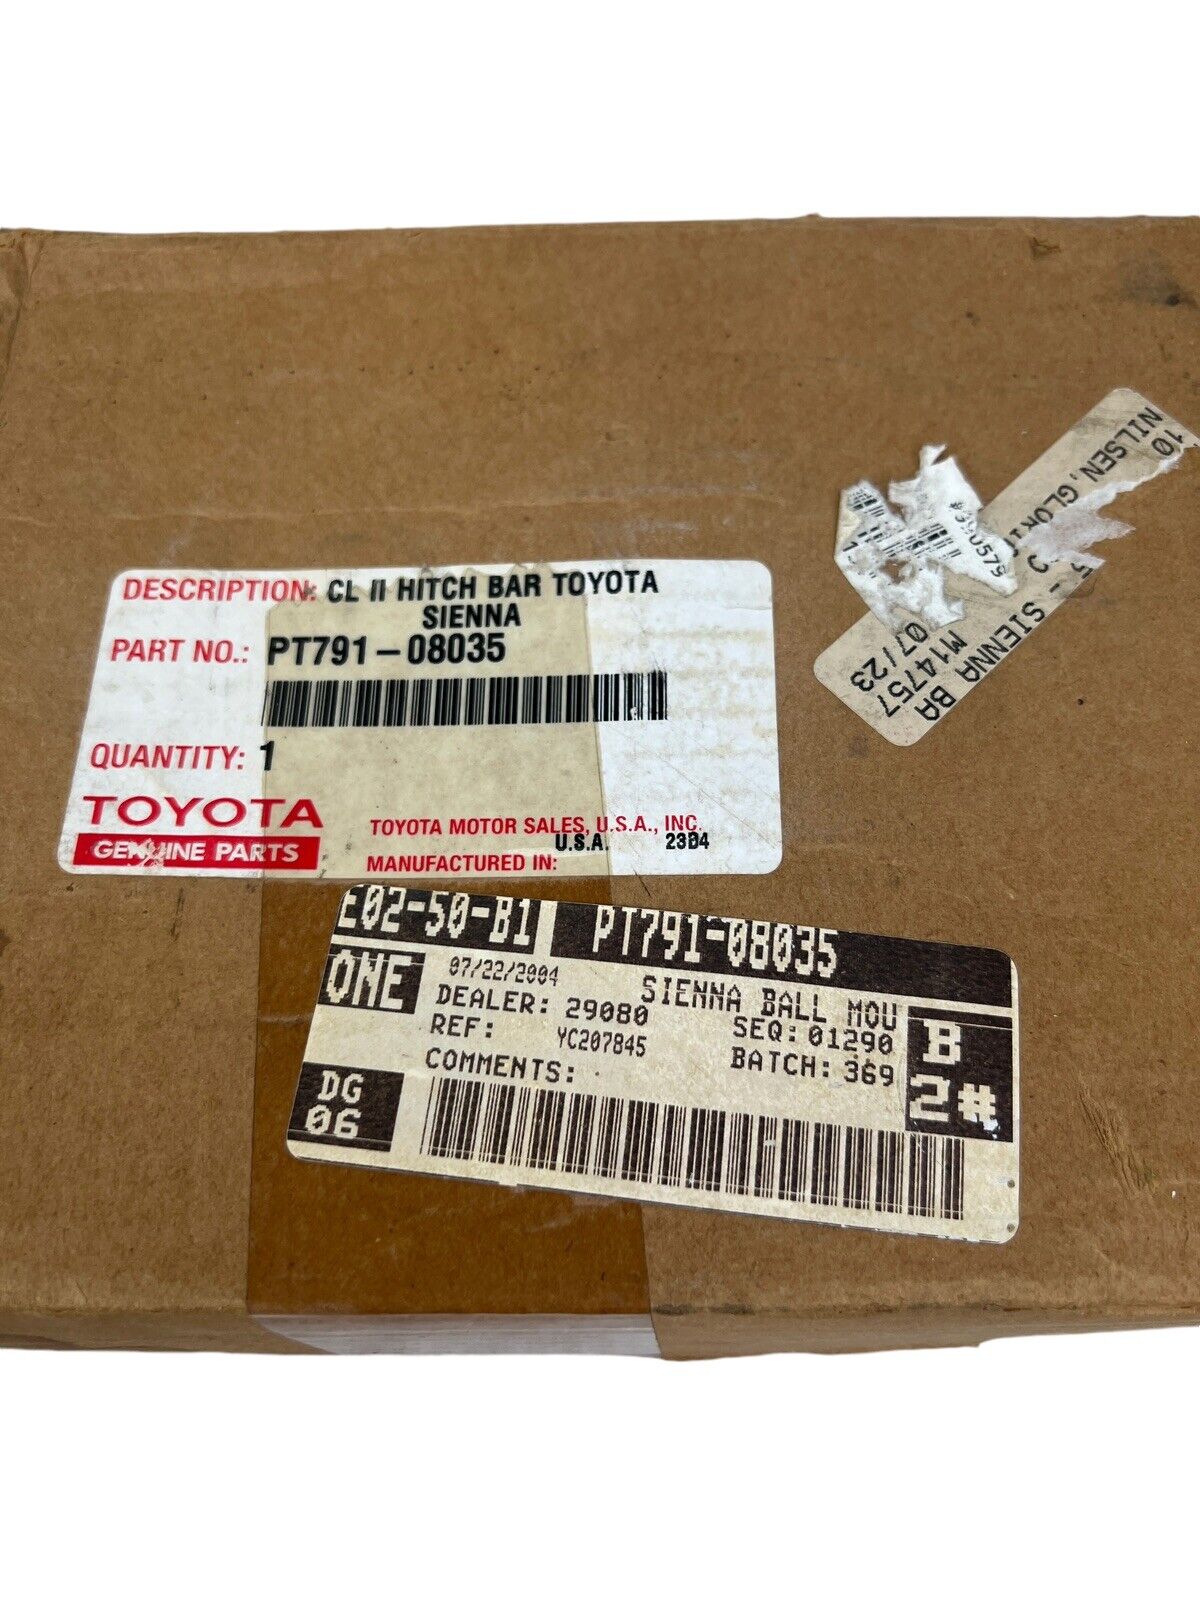 DESCRIPTION: CL II HITCH BAR TOYOTA
SIENNA
PART NO.: PT791-08035
QUANTITY: 1
TOYOTA
GENUINE PARTS
TOYOTA MOTOR SALES, U.S.A., INC.
U.S.A. 23D4
MANUFACTURED IN:
10
NILSEN, 
- SIENNA BA
M14757
07/23
E02-50-B1 PT791-08035
ONE 07/22/2004 SIENNA BALL MOU
DEALER: 29080 SEQ: 01290 B
REF: YC207845 BATCH: 369 2#
COMMENTS:
DG
06